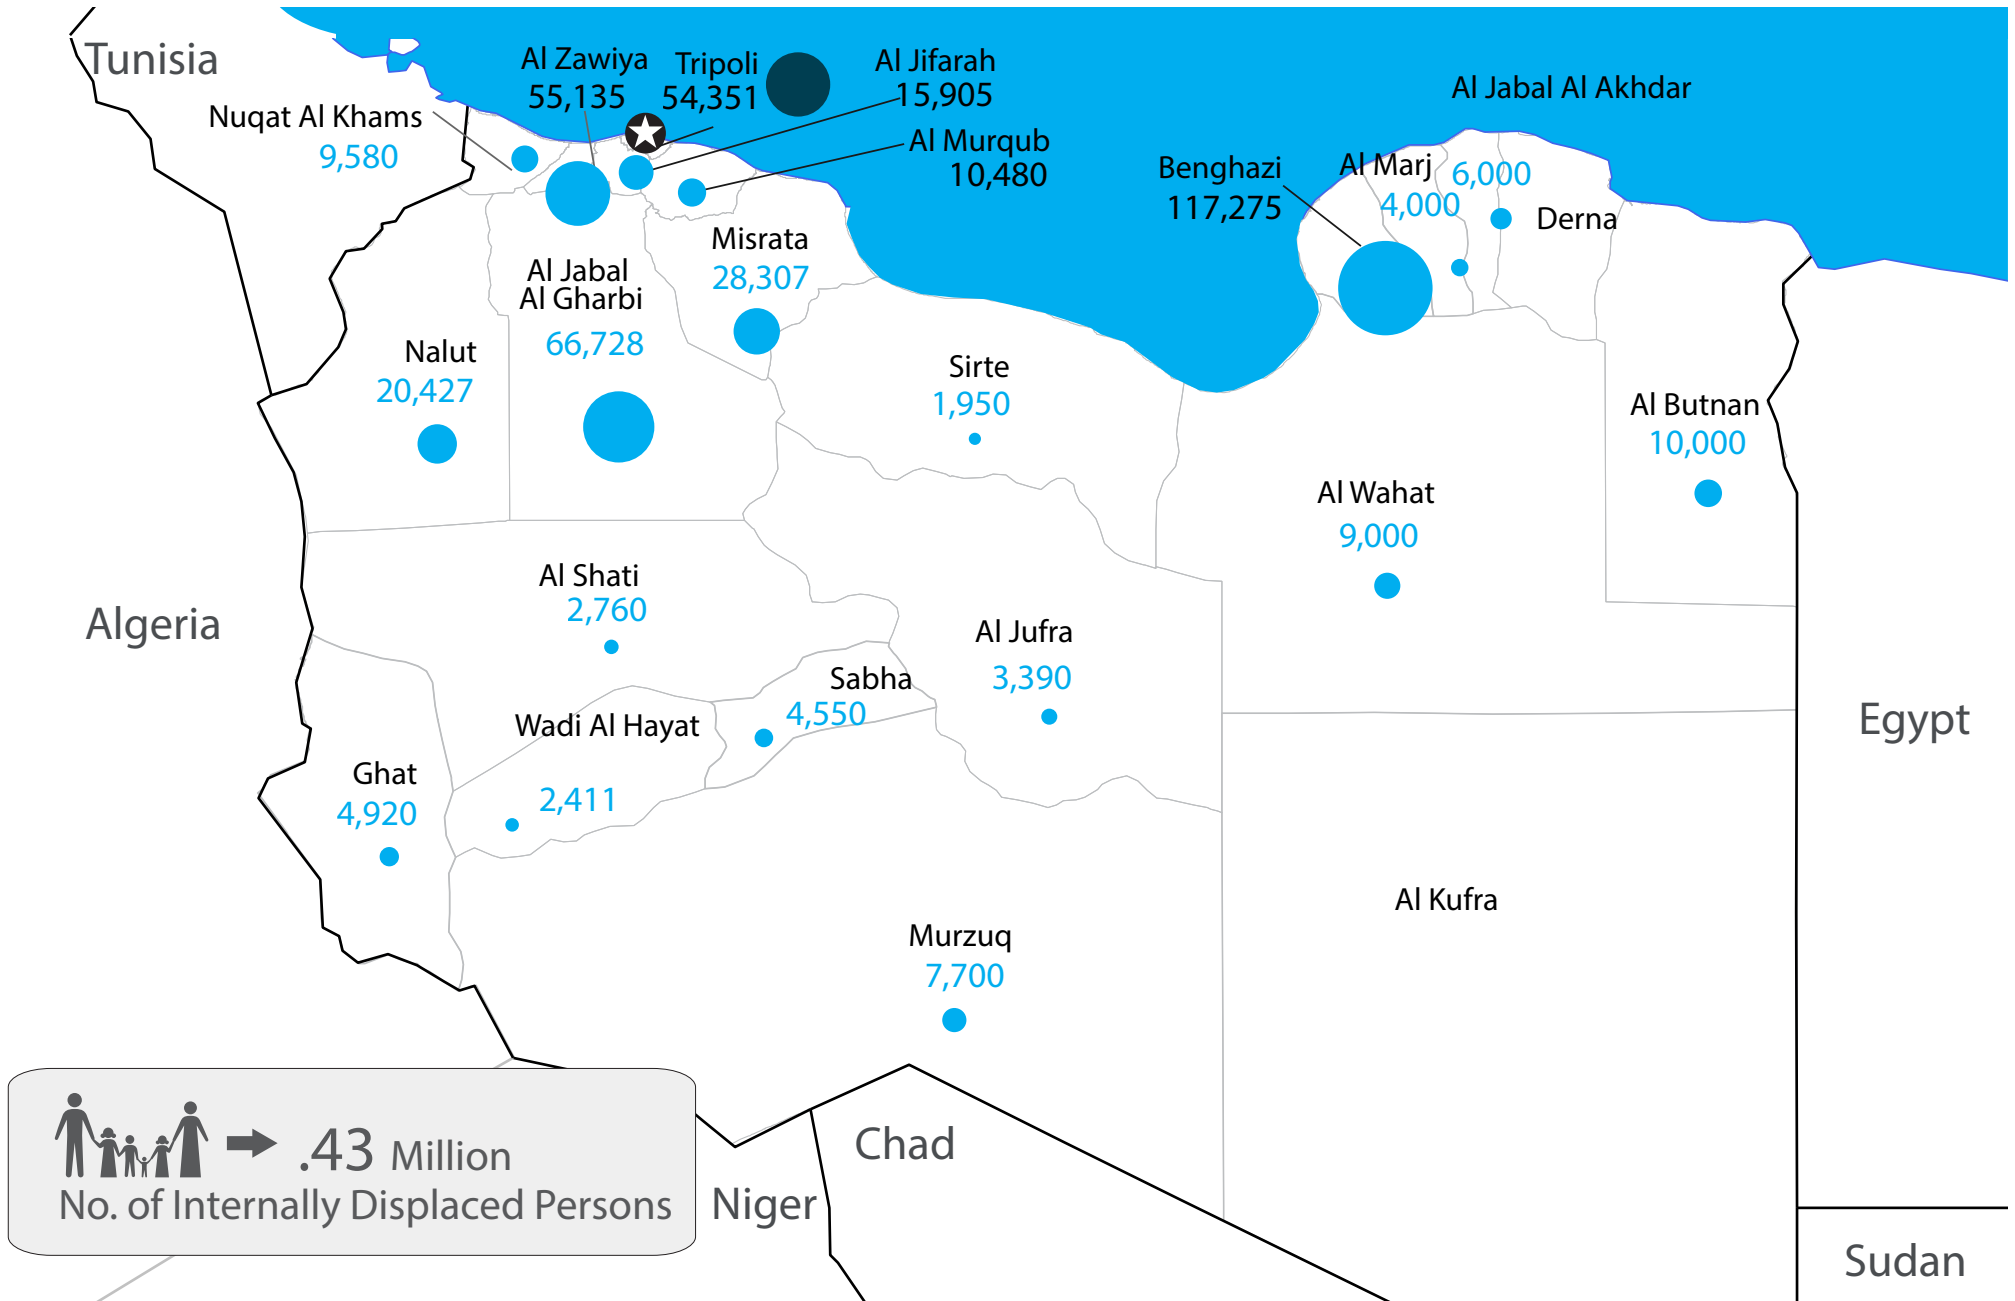 Tunisia
Al Zawiya
55,135
Tripoli
54,351
Al Jifarah
15,905
Al Jabal Al Akhdar
6,000
Nuqat Al Khams
9,580
Al Murqub
10,480
Benghazi
117,275
Al Marj
4,000
Derna
Misrata
28,307
Al Jabal
Al Gharbi
66,728
Nalut
20,427
Sirte
1,950
Al Butnan
10,000
Al Wahat
9,000
Al Shati
2,760
Algeria
Al Jufra
3,390
Sabha
4,550
Wadi Al Hayat
2,411
Egypt
Ghat
4,920
Al Kufra
Murzuq
7,700
.43 Million
No. of Internally Displaced Persons
Chad
Niger
Sudan